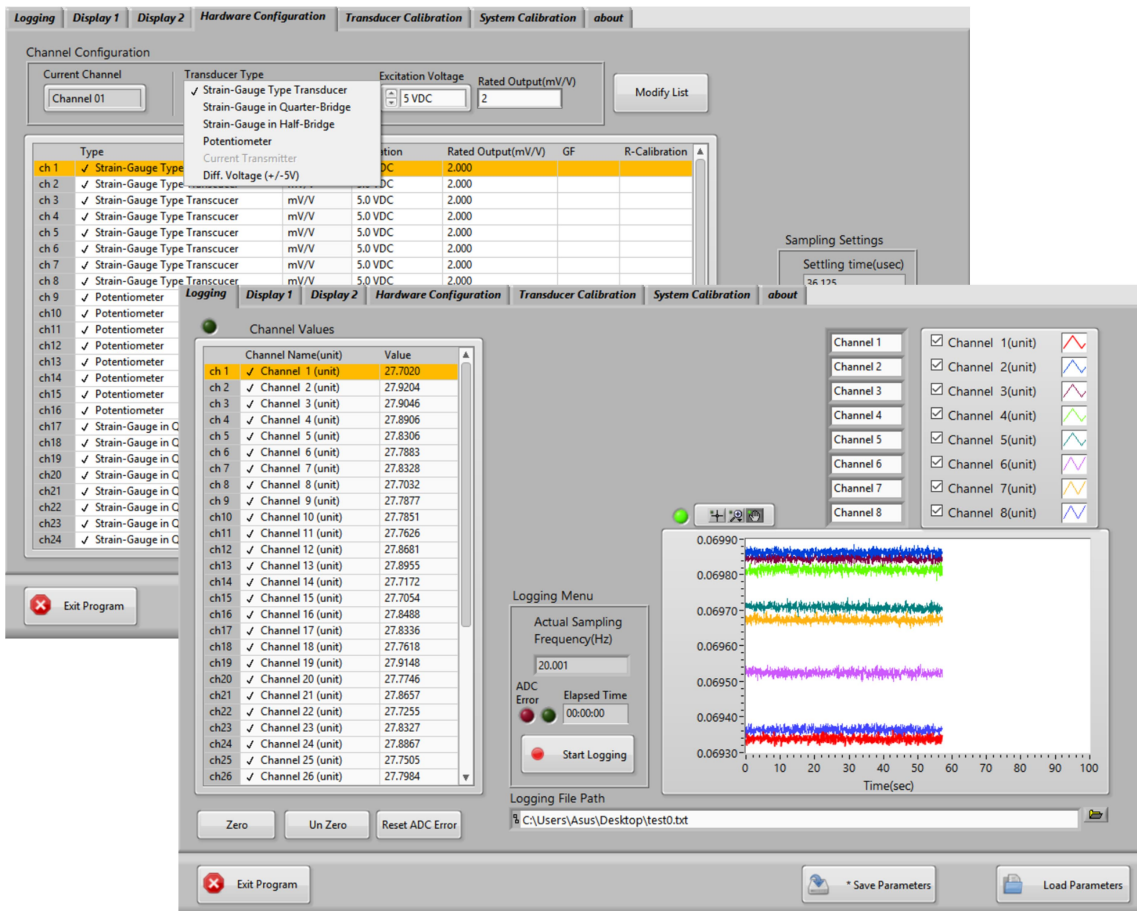 Logging Display 1 Display 2 Hardware Configuration Transducer Calibration System Calibration about
Channel Configuration
Current Channel Transducer Type Excitation Voltage Rated Output(mV/V)
Channel 01 5 VDC 2 Modify List
✓ Strain-Gauge Type Transducer
Strain-Gauge in Quarter-Bridge
Strain-Gauge in Half-Bridge
Potentiometer
Current Transmitter
Diff. Voltage (+/-5V)
Type ation Rated Output(mV/V) GF R-Calibration
ch 1 ✓ Strain-Gauge Type DC 2.000
ch 2 ✓ Strain-Gauge Type mV/V 5.0 VDC 2.000
ch 3 ✓ Strain-Gauge Type Transcucer mV/V 5.0 VDC 2.000
ch 4 ✓ Strain-Gauge Type Transcucer mV/V 5.0 VDC 2.000
ch 5 ✓ Strain-Gauge Type Transcucer mV/V 5.0 VDC 2.000
ch 6 ✓ Strain-Gauge Type Transcucer mV/V 5.0 VDC 2.000
ch 7 ✓ Strain-Gauge Type Transcucer mV/V 5.0 VDC 2.000
ch 8 ✓ Strain-Gauge Type Transcucer mV/V 5.0 VDC 2.000
ch 9 ✓ Potentiometer
ch10 ✓ Potentiometer
ch11 ✓ Potentiometer
ch12 ✓ Potentiometer
ch13 ✓ Potentiometer
ch14 ✓ Potentiometer
ch15 ✓ Potentiometer
ch16 ✓ Potentiometer
ch17 ✓ Strain-Gauge in Q
ch18 ✓ Strain-Gauge in Q
ch19 ✓ Strain-Gauge in Q
ch20 ✓ Strain-Gauge in Q
ch21 ✓ Strain-Gauge in Q
ch22 ✓ Strain-Gauge in Q
ch23 ✓ Strain-Gauge in Q
ch24 ✓ Strain-Gauge in Q
Sampling Settings
Settling time(usec)
36.125
Exit Program
Logging Display 1 Display 2 Hardware Configuration Transducer Calibration System Calibration about
Channel Values
Channel Name(unit) Value
ch 1 ✓ Channel 1 (unit) 27.7020
ch 2 ✓ Channel 2 (unit) 27.9204
ch 3 ✓ Channel 3 (unit) 27.9046
ch 4 ✓ Channel 4 (unit) 27.8906
ch 5 ✓ Channel 5 (unit) 27.8306
ch 6 ✓ Channel 6 (unit) 27.7883
ch 7 ✓ Channel 7 (unit) 27.8328
ch 8 ✓ Channel 8 (unit) 27.7032
ch 9 ✓ Channel 9 (unit) 27.7877
ch10 ✓ Channel 10 (unit) 27.7851
ch11 ✓ Channel 11 (unit) 27.7626
ch12 ✓ Channel 12 (unit) 27.8681
ch13 ✓ Channel 13 (unit) 27.8955
ch14 ✓ Channel 14 (unit) 27.7172
ch15 ✓ Channel 15 (unit) 27.7054
ch16 ✓ Channel 16 (unit) 27.8488
ch17 ✓ Channel 17 (unit) 27.8336
ch18 ✓ Channel 18 (unit) 27.7618
ch19 ✓ Channel 19 (unit) 27.9148
ch20 ✓ Channel 20 (unit) 27.7746
ch21 ✓ Channel 21 (unit) 27.8657
ch22 ✓ Channel 22 (unit) 27.7255
ch23 ✓ Channel 23 (unit) 27.8327
ch24 ✓ Channel 24 (unit) 27.8867
ch25 ✓ Channel 25 (unit) 27.7505
ch26 ✓ Channel 26 (unit) 27.7984
Zero Un Zero Reset ADC Error
Logging Menu
Actual Sampling
Frequency(Hz)
20.001
ADC
Error Elapsed Time
00:00:00
Start Logging
Channel 1 Channel 1(unit)
Channel 2 Channel 2(unit)
Channel 3 Channel 3(unit)
Channel 4 Channel 4(unit)
Channel 5 Channel 5(unit)
Channel 6 Channel 6(unit)
Channel 7 Channel 7(unit)
Channel 8 Channel 8(unit)
0.06990
0.06980
0.06970
0.06960
0.06950
0.06940
0.06930
0 10 20 30 40 50 60 70 80 90 100
Time(sec)
Logging File Path
C:\Users\Asus\Desktop\test0.txt
Exit Program * Save Parameters Load Parameters